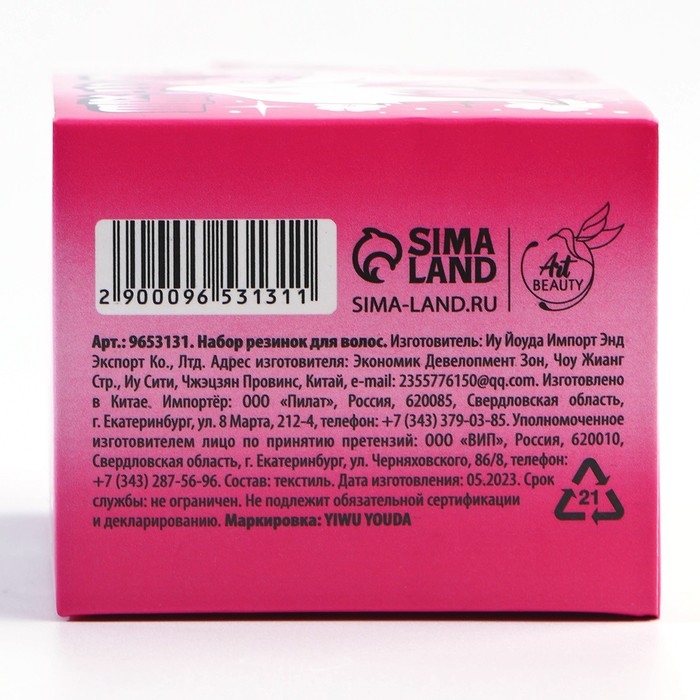 2 900096 531311
SIMA
LAND
SIMA-LAND.RU
Art
BEAUTY
Арт.: 9653131. Набор резинок для волос. Изготовитель: Иу Йоуда Импорт Энд
Экспорт Ко., Лтд. Адрес изготовителя: Экономик Девелопмент Зон, Чоу Жианг
Стр., Иу Сити, Чжэцзян Провинс, Китай, e-mail: 2355776150@qq.com. Изготовлено
в Китае. Импортёр: ООО «Пилат», Россия, 620085, Свердловская область,
г. Екатеринбург, ул. 8 Марта, 212-4, телефон: +7 (343) 379-03-85. Уполномоченное
изготовителем лицо по принятию претензий: ООО «ВИП», Россия, 620010,
Свердловская область, г. Екатеринбург, ул. Черняховского, 86/8, телефон:
+7 (343) 287-56-96. Состав: текстиль. Дата изготовления: 05.2023. Срок
службы: не ограничен. Не подлежит обязательной сертификации
и декларированию. Маркировка: YIWU YOUDA
21